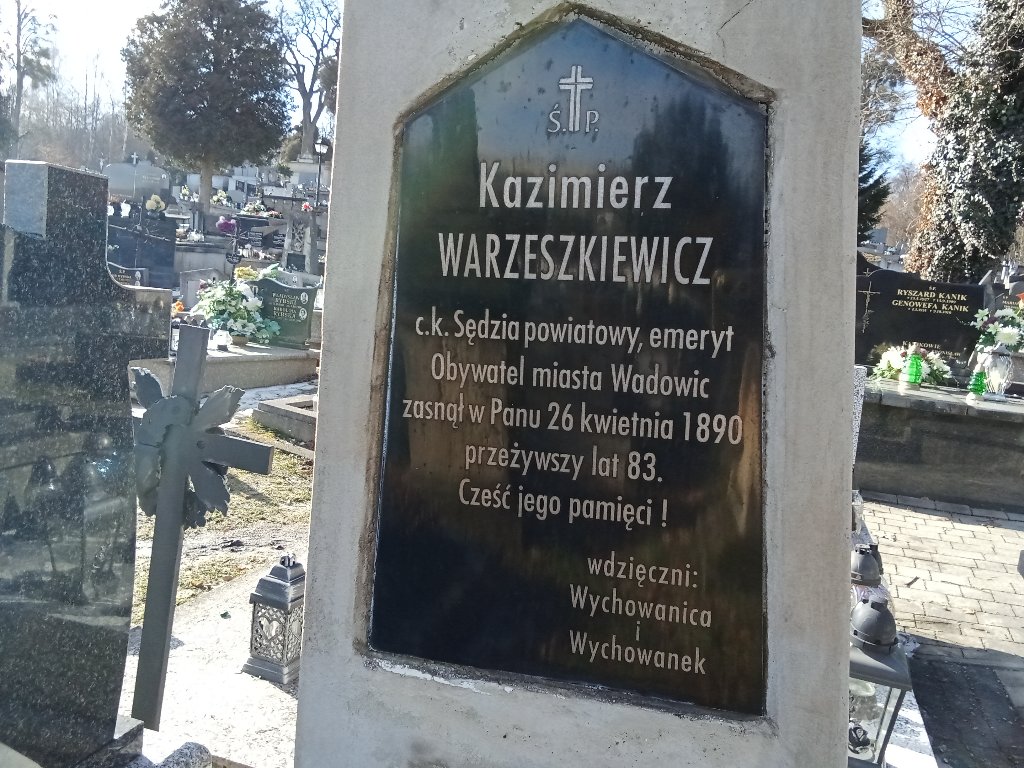 Ś.P.
Kazimierz
WARZESZKIEWICZ
c.k. Sędzia powiatowy, emeryt
Obywatel miasta Wadowic
zasnął w Panu 26 kwietnia 1890
przeżywszy lat 83.
Cześć jego pamięci !
wdzięczni:
Wychowanica
i
Wychowanek
Ś.P.
RYSZARD KANIK
GENOWEFA KANIK